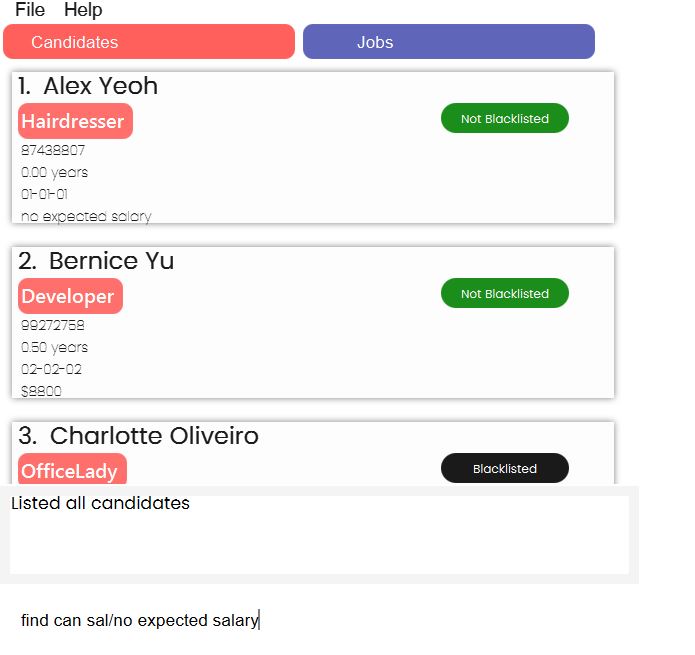 File Help
Candidates Jobs
1. Alex Yeoh
Hairdresser
Not Blacklisted
87438807
0.00 years
01-01-01
no expected salary
2. Bernice Yu
Developer
Not Blacklisted
99272758
0.50 years
02-02-02
$8800
3. Charlotte Oliveiro
OfficeLady
Blacklisted
Listed all candidates
find can sal/no expected salary